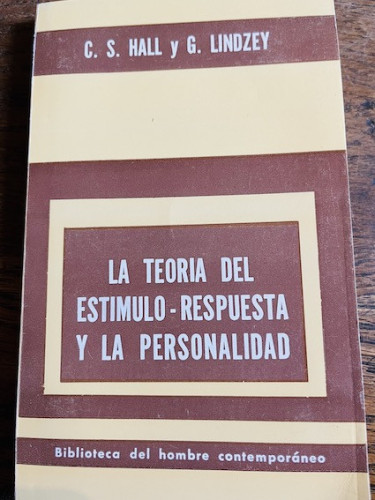 C. S. HALL y G. LINDZEY
LA TEORIA DEL
ESTIMULO - RESPUESTA
Y LA PERSONALIDAD
Biblioteca del hombre contemporáneo